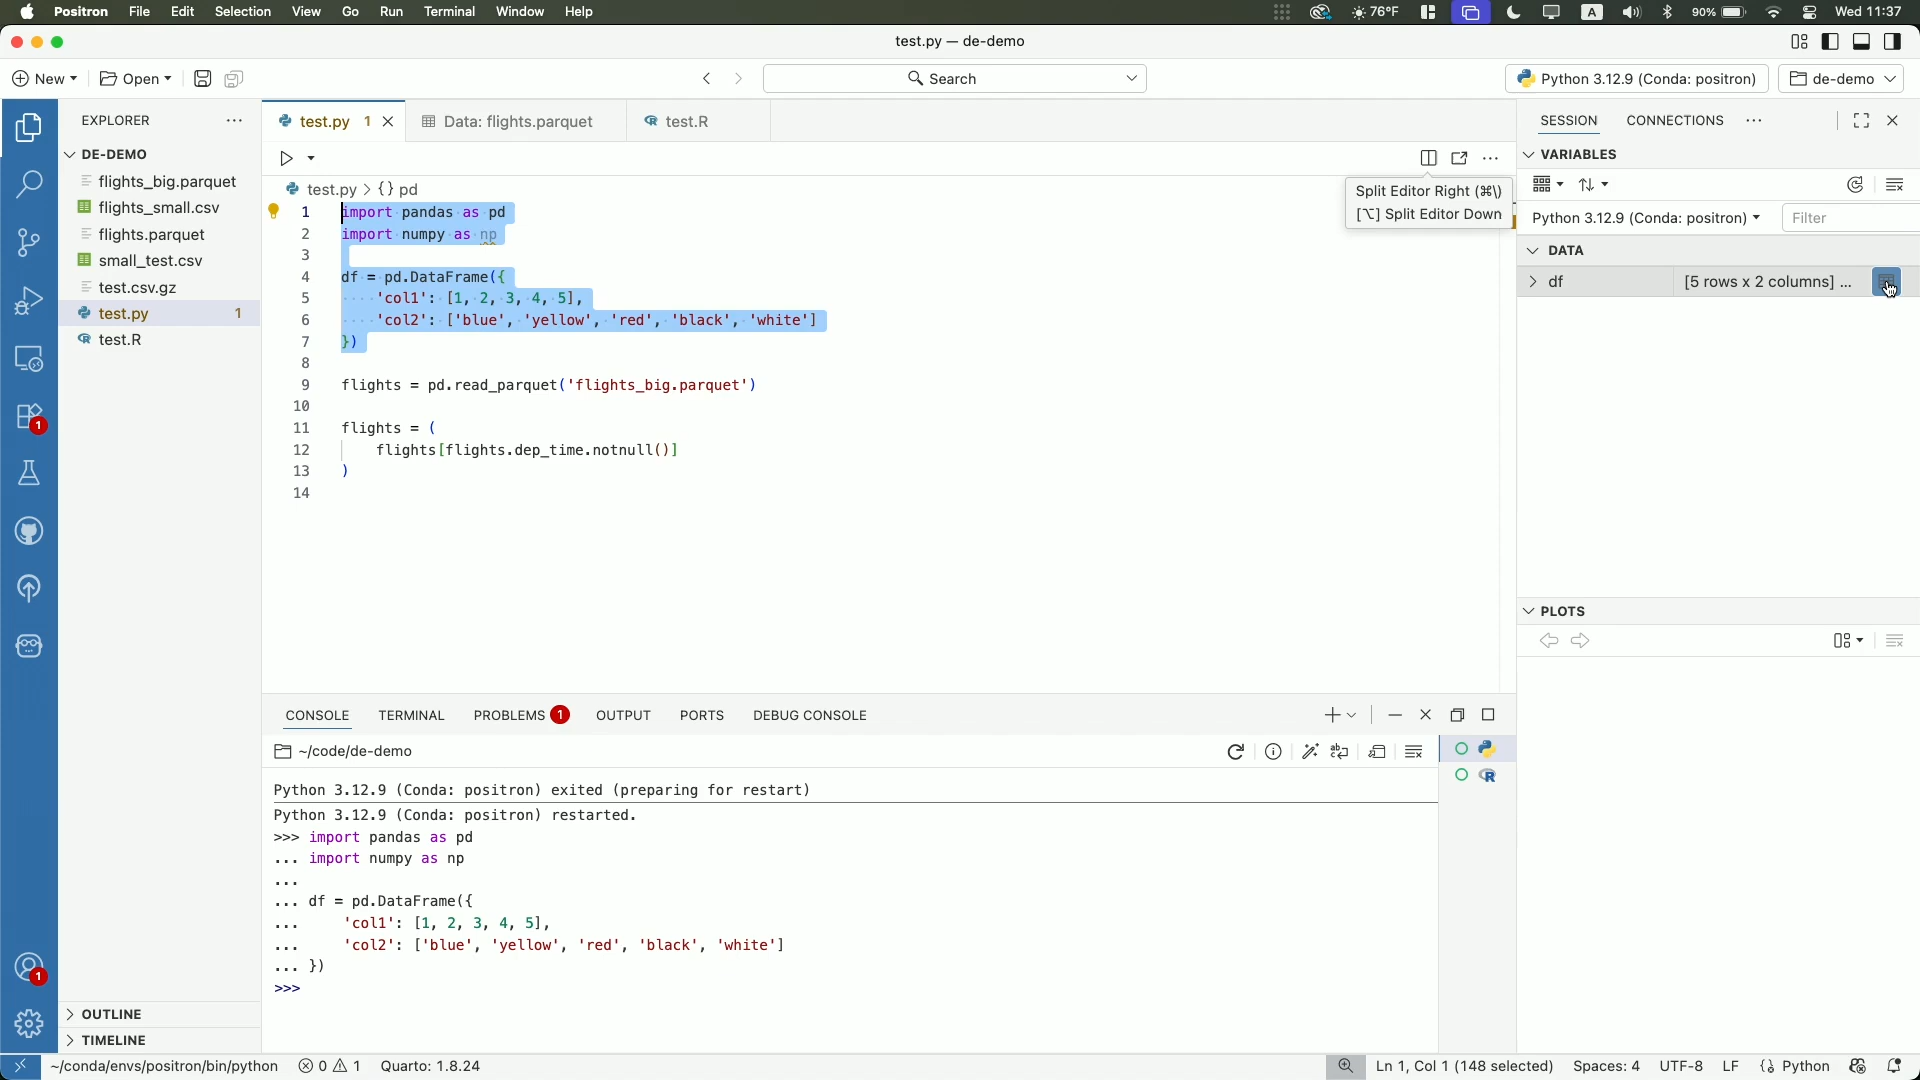 Positron File Edit Selection View Go Run Terminal Window Help 76°F A 90% Wed 11:37
test.py — de-demo
New Open Search Python 3.12.9 (Conda: positron) de-demo
EXPLORER
DE-DEMO
flights_big.parquet
flights_small.csv
flights.parquet
small_test.csv
test.csv.gz
test.py 1
test.R
OUTLINE
TIMELINE
test.py 1 Data: flights.parquet test.R
test.py > {} pd
Split Editor Right (⌘\)
[⌥] Split Editor Down
1 import pandas as pd
2 import numpy as np
3
4 df = pd.DataFrame({
5 ····'col1': [1, 2, 3, 4, 5],
6 ····'col2': ['blue', 'yellow', 'red', 'black', 'white']
7 })
8
9 flights = pd.read_parquet('flights_big.parquet')
10
11 flights = (
12     flights[flights.dep_time.notnull()]
13 )
14
CONSOLE TERMINAL PROBLEMS 1 OUTPUT PORTS DEBUG CONSOLE
~/code/de-demo
Python 3.12.9 (Conda: positron) exited (preparing for restart)
Python 3.12.9 (Conda: positron) restarted.
>>> import pandas as pd
... import numpy as np
...
... df = pd.DataFrame({
...     'col1': [1, 2, 3, 4, 5],
...     'col2': ['blue', 'yellow', 'red', 'black', 'white']
... })
>>>
SESSION CONNECTIONS
VARIABLES
Python 3.12.9 (Conda: positron) Filter
DATA
df [5 rows x 2 columns] ...
PLOTS
1
1
~/conda/envs/positron/bin/python 0 1 Quarto: 1.8.24 Ln 1, Col 1 (148 selected) Spaces: 4 UTF-8 LF {} Python